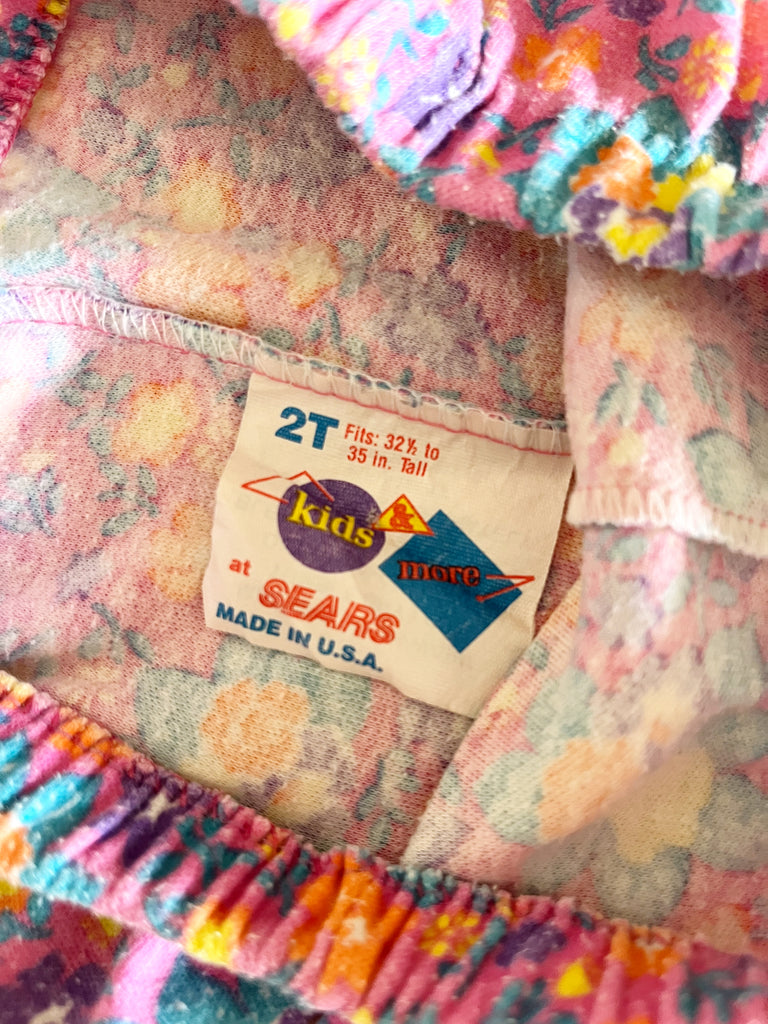 2T
Fits: 32½ to
35 in. Tall
kids &
more
at
SEARS
MADE IN U.S.A.